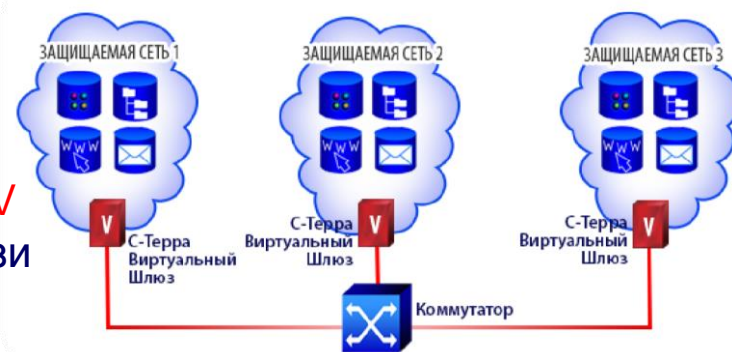 ЗАЩИЩАЕМАЯ СЕТЬ 1
ЗАЩИЩАЕМАЯ СЕТЬ 2
ЗАЩИЩАЕМАЯ СЕТЬ 3
WWW
WWW
WWW
V
зи
V
С-Терра
Виртуальный
Шлюз
V
С-Терра
Виртуальный
Шлюз
V
С-Терра
Виртуальный
Шлюз
Коммутатор